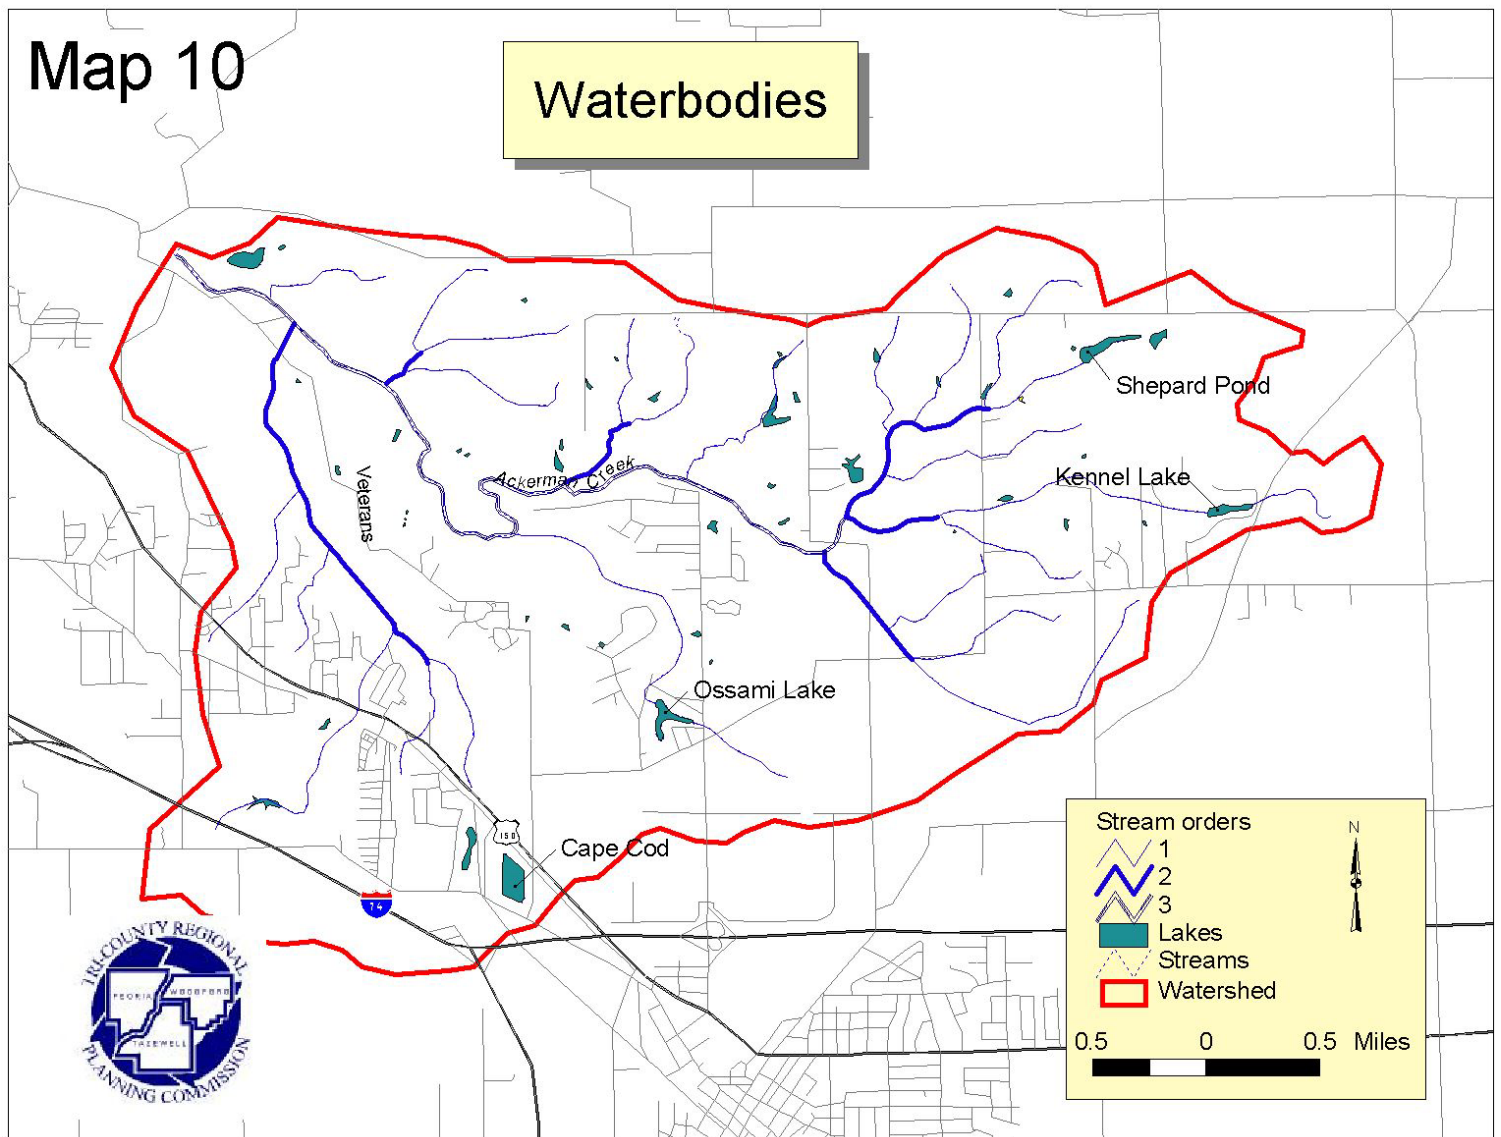 Map 10
Waterbodies
Shepard Pond
Kennel Lake
Ackerman Creek
Veterans
Ossami Lake
150
Cape Cod
74
TRI-COUNTY REGIONAL
PEORIA
WOODFORD
TAZEWELL
PLANNING COMMISSION
Stream orders
1
2
3
Lakes
Streams
Watershed
N
0.5 0 0.5 Miles